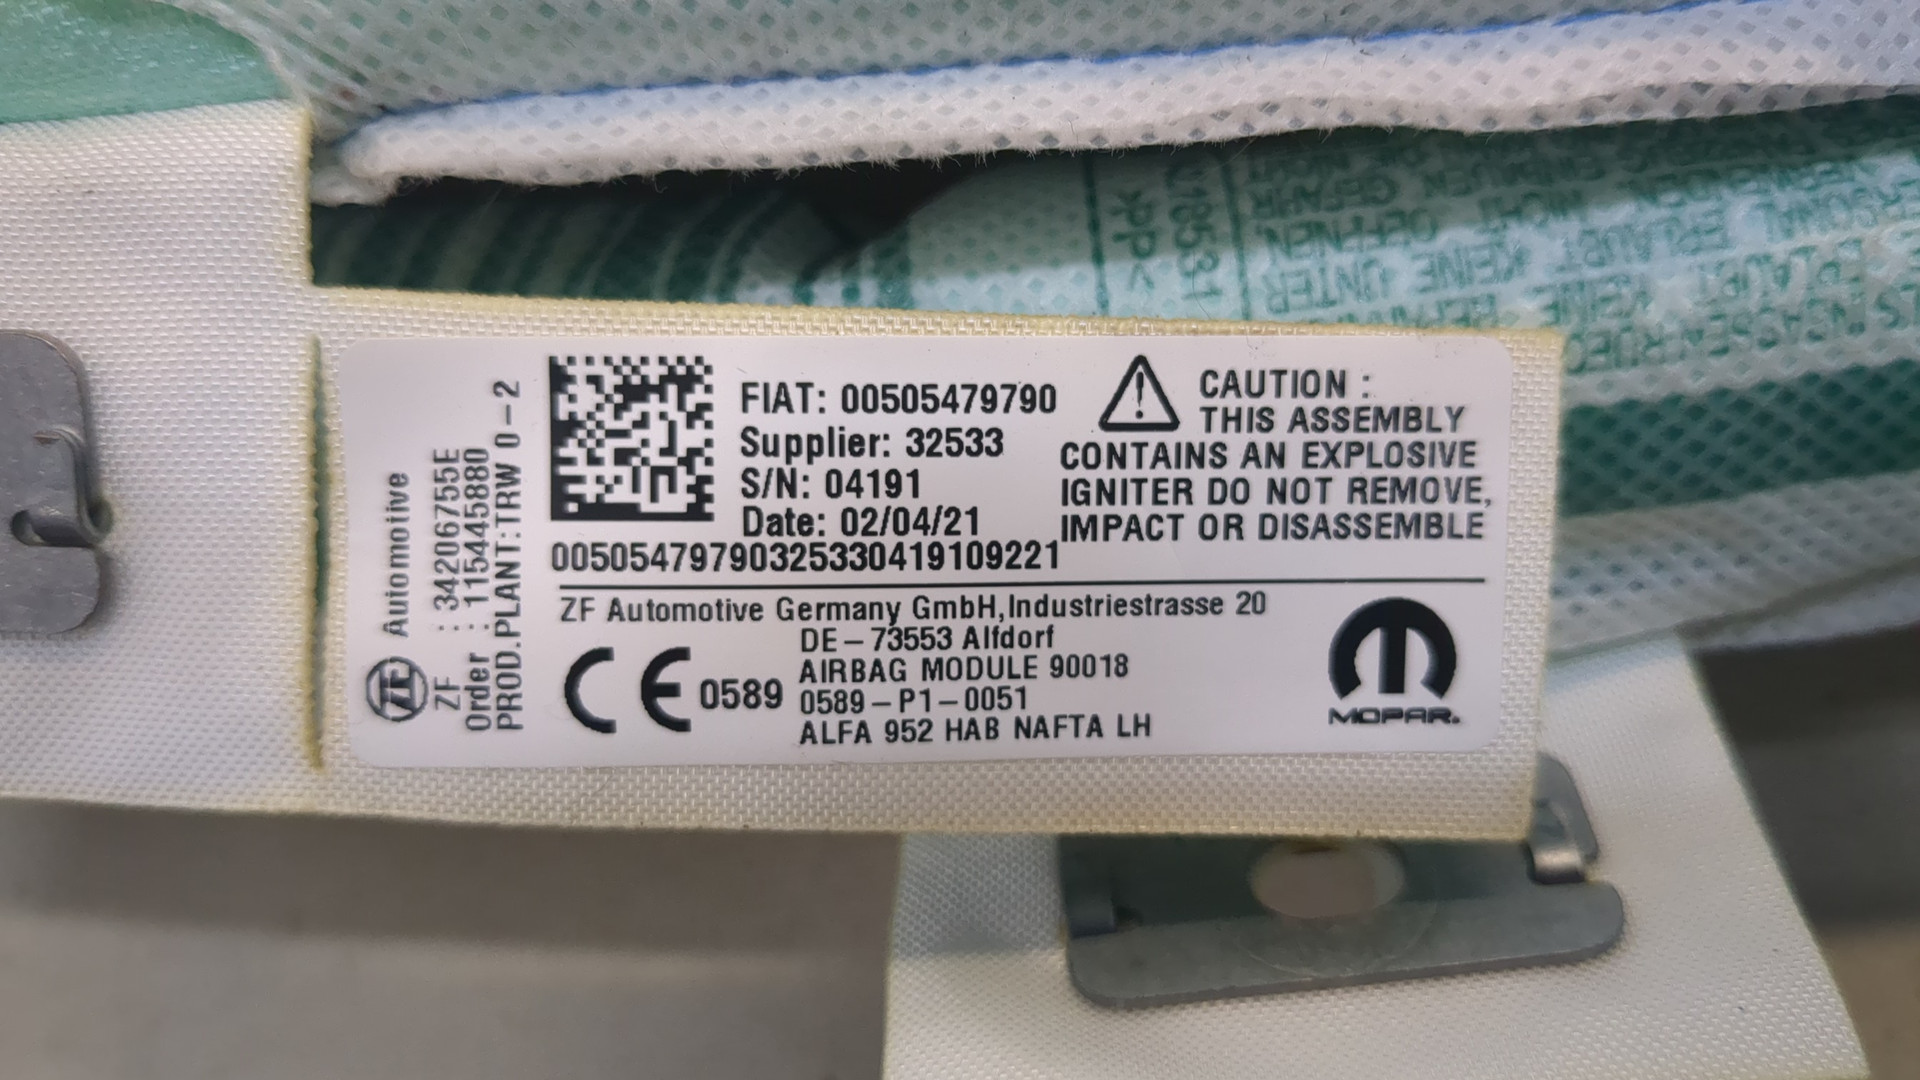 FIAT: 00505479790
Supplier: 32533
S/N: 04191
Date: 02/04/21
00505479790325330419109221
CAUTION :
THIS ASSEMBLY
CONTAINS AN EXPLOSIVE
IGNITER DO NOT REMOVE,
IMPACT OR DISASSEMBLE
ZF Automotive Germany GmbH,Industriestrasse 20
DE-73553 Alfdorf
AIRBAG MODULE 90018
0589-P1-0051
ALFA 952 HAB NAFTA LH
CE 0589
MOPAR.
ZF Automotive
ZF : 34206755E
Order : 115445880
PROD.PLANT:TRW 0-2
>PP<